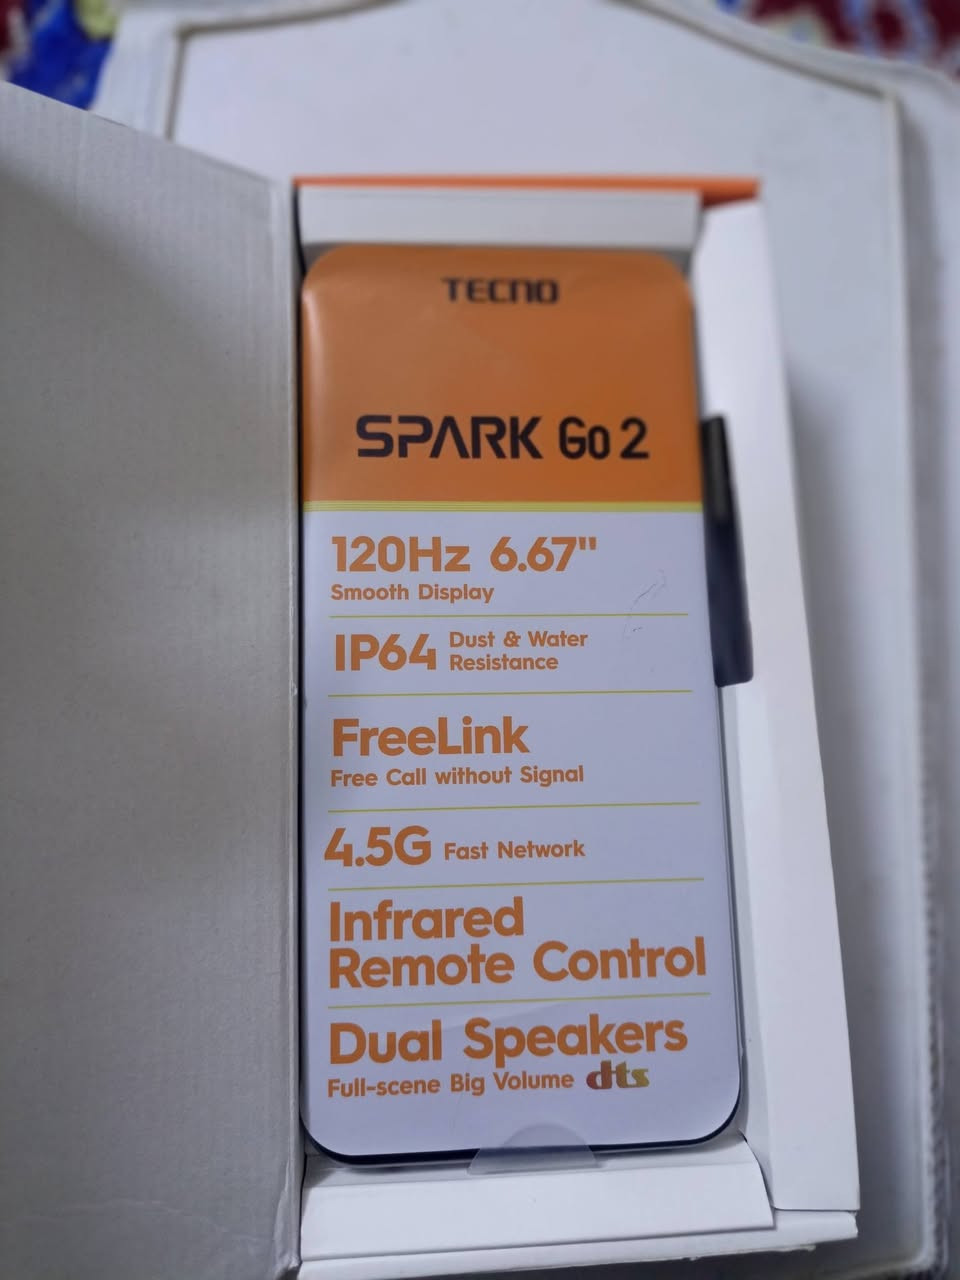 TECNO
SPARK Go 2
120Hz 6.67"
Smooth Display
IP64 Dust & Water
Resistance
FreeLink
Free Call without Signal
4.5G Fast Network
Infrared
Remote Control
Dual Speakers
Full-scene Big Volume dts